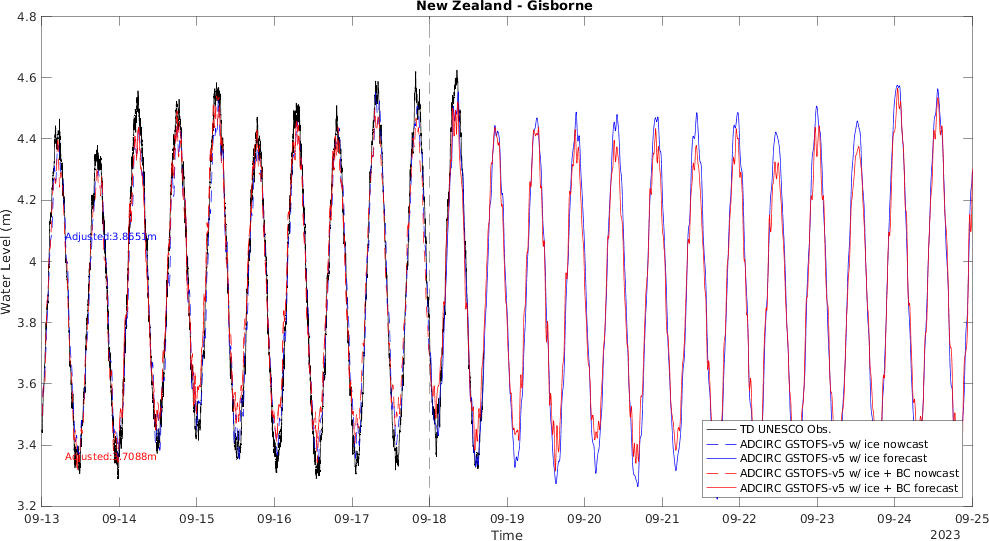 New Zealand - Gisborne
Water Level (m)
4.8
4.6
4.4
4.2
4
3.8
3.6
3.4
3.2
Adjusted:3.8651m
TD UNESCO Obs.
ADCIRC GSTOFS-v5 w/ ice nowcast
ADCIRC GSTOFS-v5 w/ ice forecast
ADCIRC GSTOFS-v5 w/ ice + BC nowcast
ADCIRC GSTOFS-v5 w/ ice + BC forecast
09-13 09-14 09-15 09-16 09-17 09-18 09-19 09-20 09-21 09-22 09-23 09-24 09-25
Time
2023